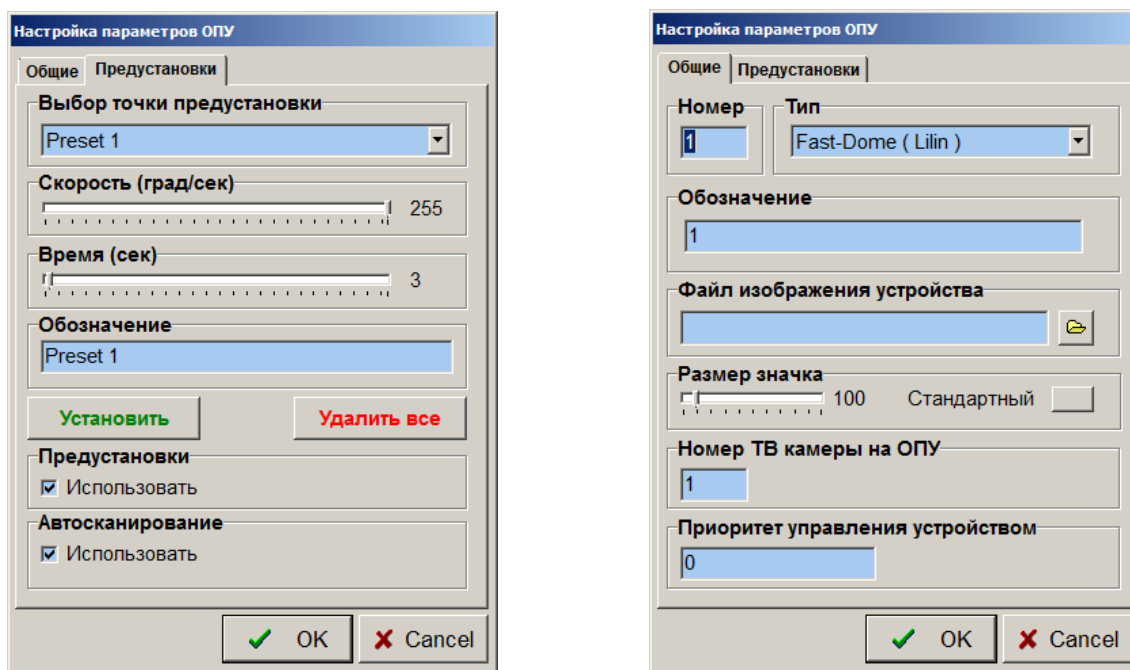 Настройка параметров ОПУ
Общие Предустановки
Выбор точки предустановки
Preset 1
Скорость (град/сек)
255
Время (сек)
3
Обозначение
Preset 1
Установить Удалить все
Предустановки
Использовать
Автосканирование
Использовать
OK Cancel
Настройка параметров ОПУ
Общие Предустановки
Номер Тип
1 Fast-Dome ( Lilin )
Обозначение
1
Файл изображения устройства
Размер значка
100 Стандартный
Номер ТВ камеры на ОПУ
1
Приоритет управления устройством
0
OK Cancel